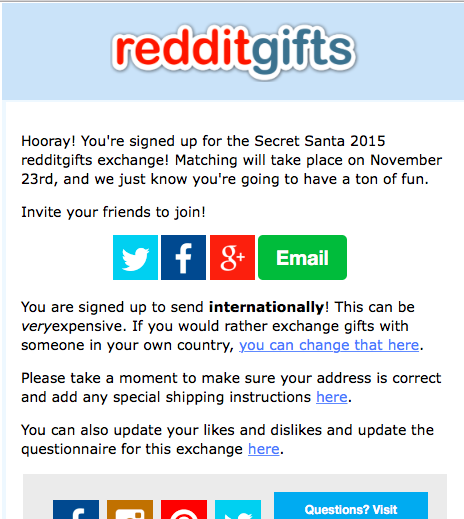 redditgifts
Hooray! You're signed up for the Secret Santa 2015
redditgifts exchange! Matching will take place on November
23rd, and we just know you're going to have a ton of fun.
Invite your friends to join!
f g+ Email
You are signed up to send internationally! This can be
veryexpensive. If you would rather exchange gifts with
someone in your own country, you can change that here.
Please take a moment to make sure your address is correct
and add any special shipping instructions here.
You can also update your likes and dislikes and update the
questionnaire for this exchange here.
Questions? Visit